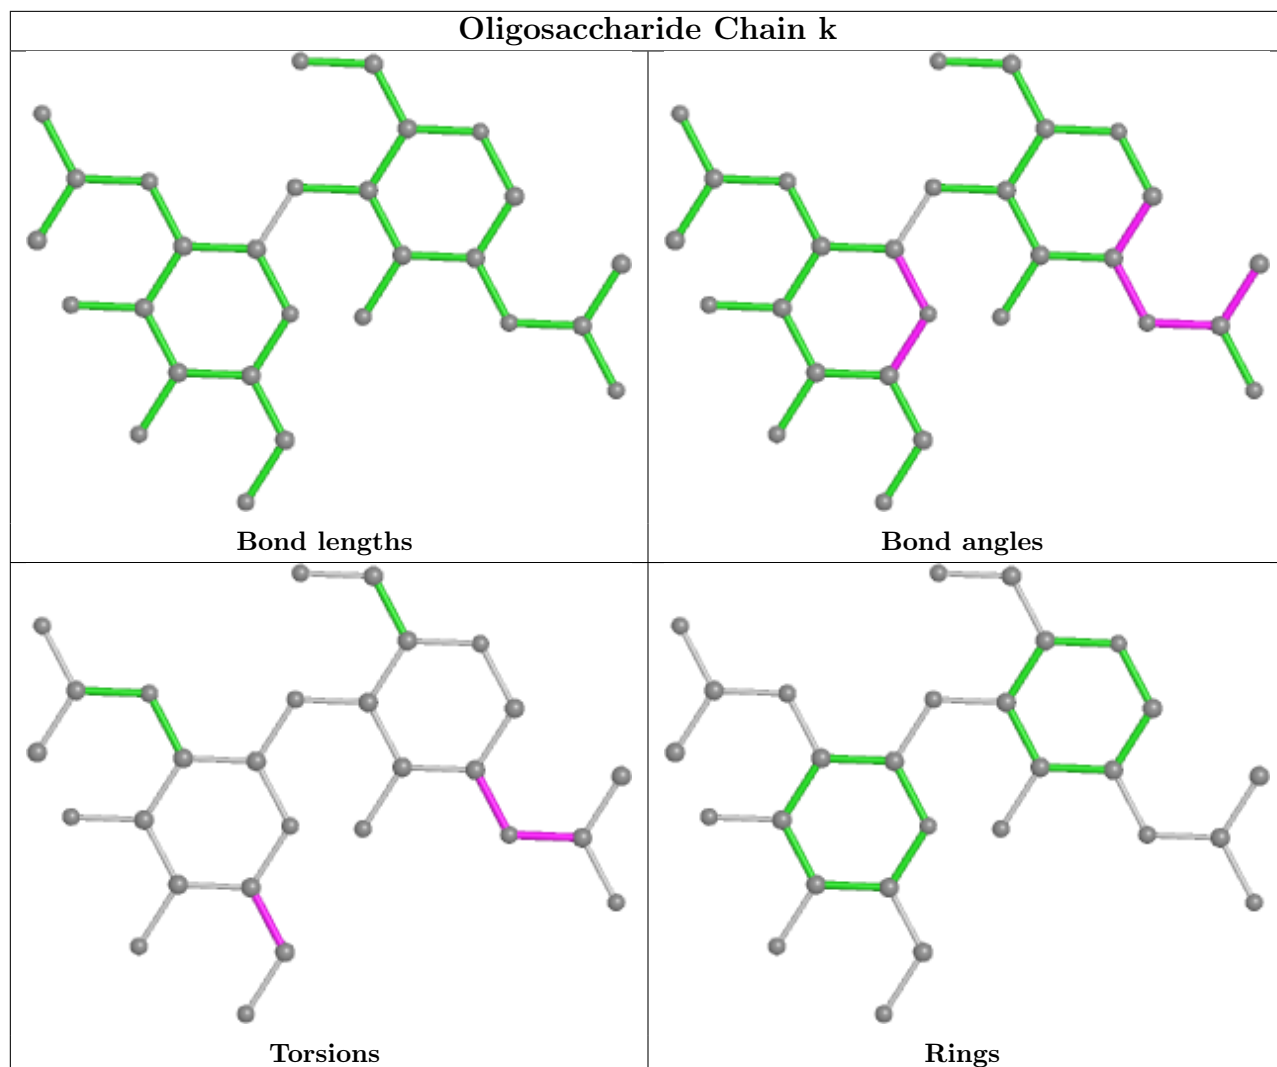 Oligosaccharide Chain k
Bond lengths
Bond angles
Torsions
Rings